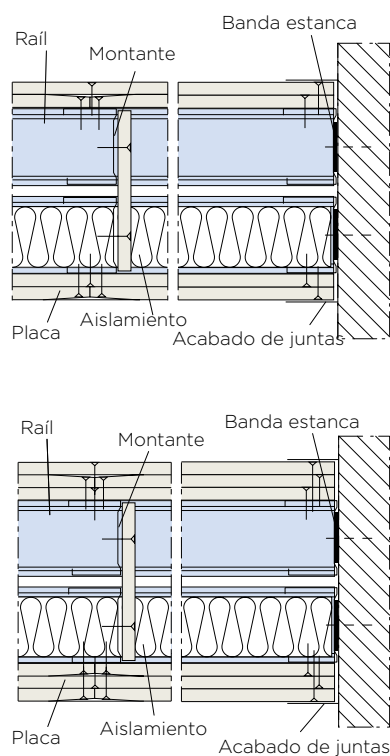 Banda estanca
Raíl
Montante
Aislamiento
Placa
Acabado de juntas
Banda estanca
Raíl
Montante
Aislamiento
Placa
Acabado de juntas